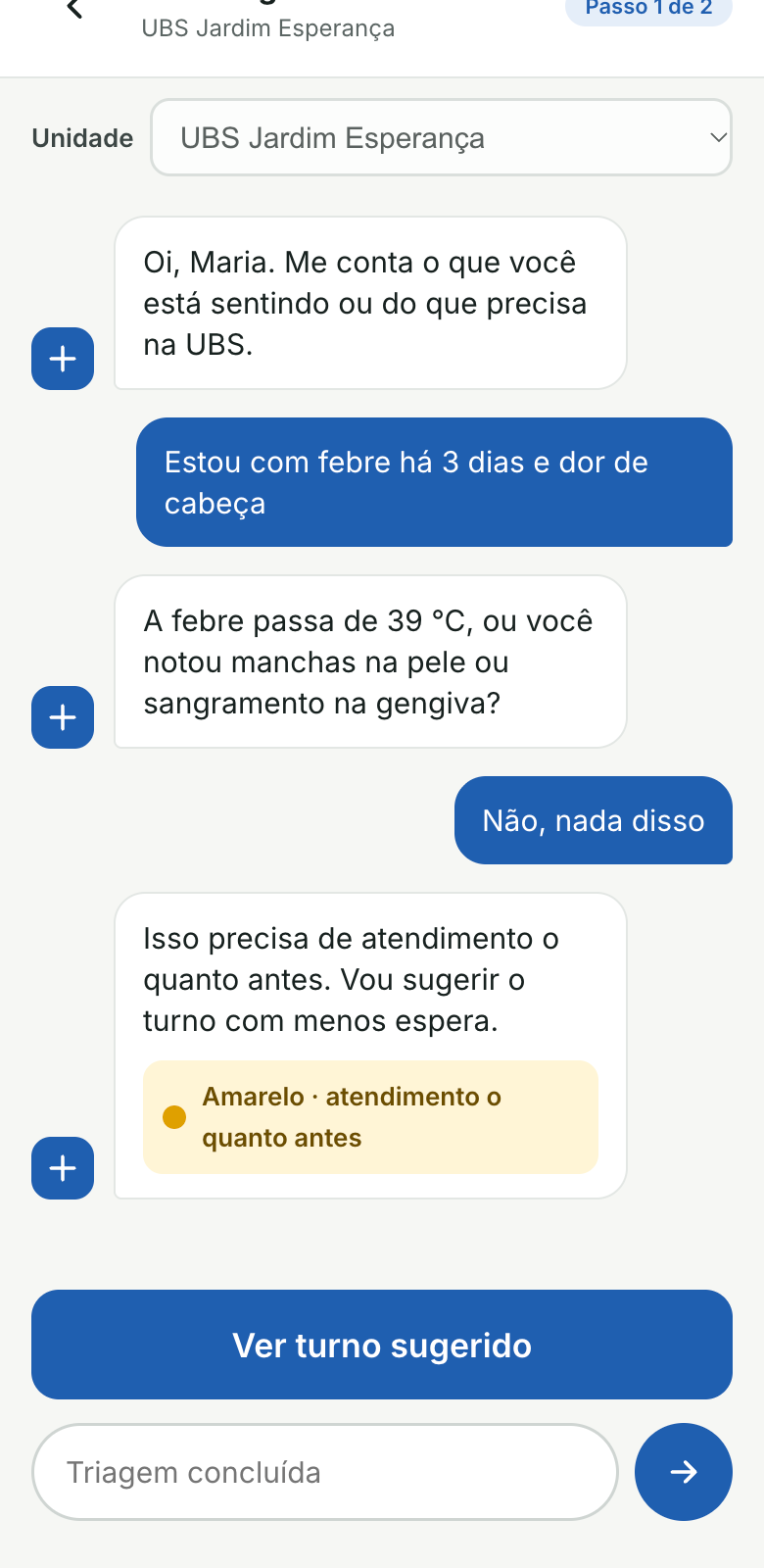 UBS Jardim Esperança
Passo 1 de 2
Unidade
UBS Jardim Esperança
Oi, Maria. Me conta o que você
está sentindo ou do que precisa
na UBS.
Estou com febre há 3 dias e dor de
cabeça
A febre passa de 39 °C, ou você
notou manchas na pele ou
sangramento na gengiva?
Não, nada disso
Isso precisa de atendimento o
quanto antes. Vou sugerir o
turno com menos espera.
Amarelo · atendimento o
quanto antes
Ver turno sugerido
Triagem concluída